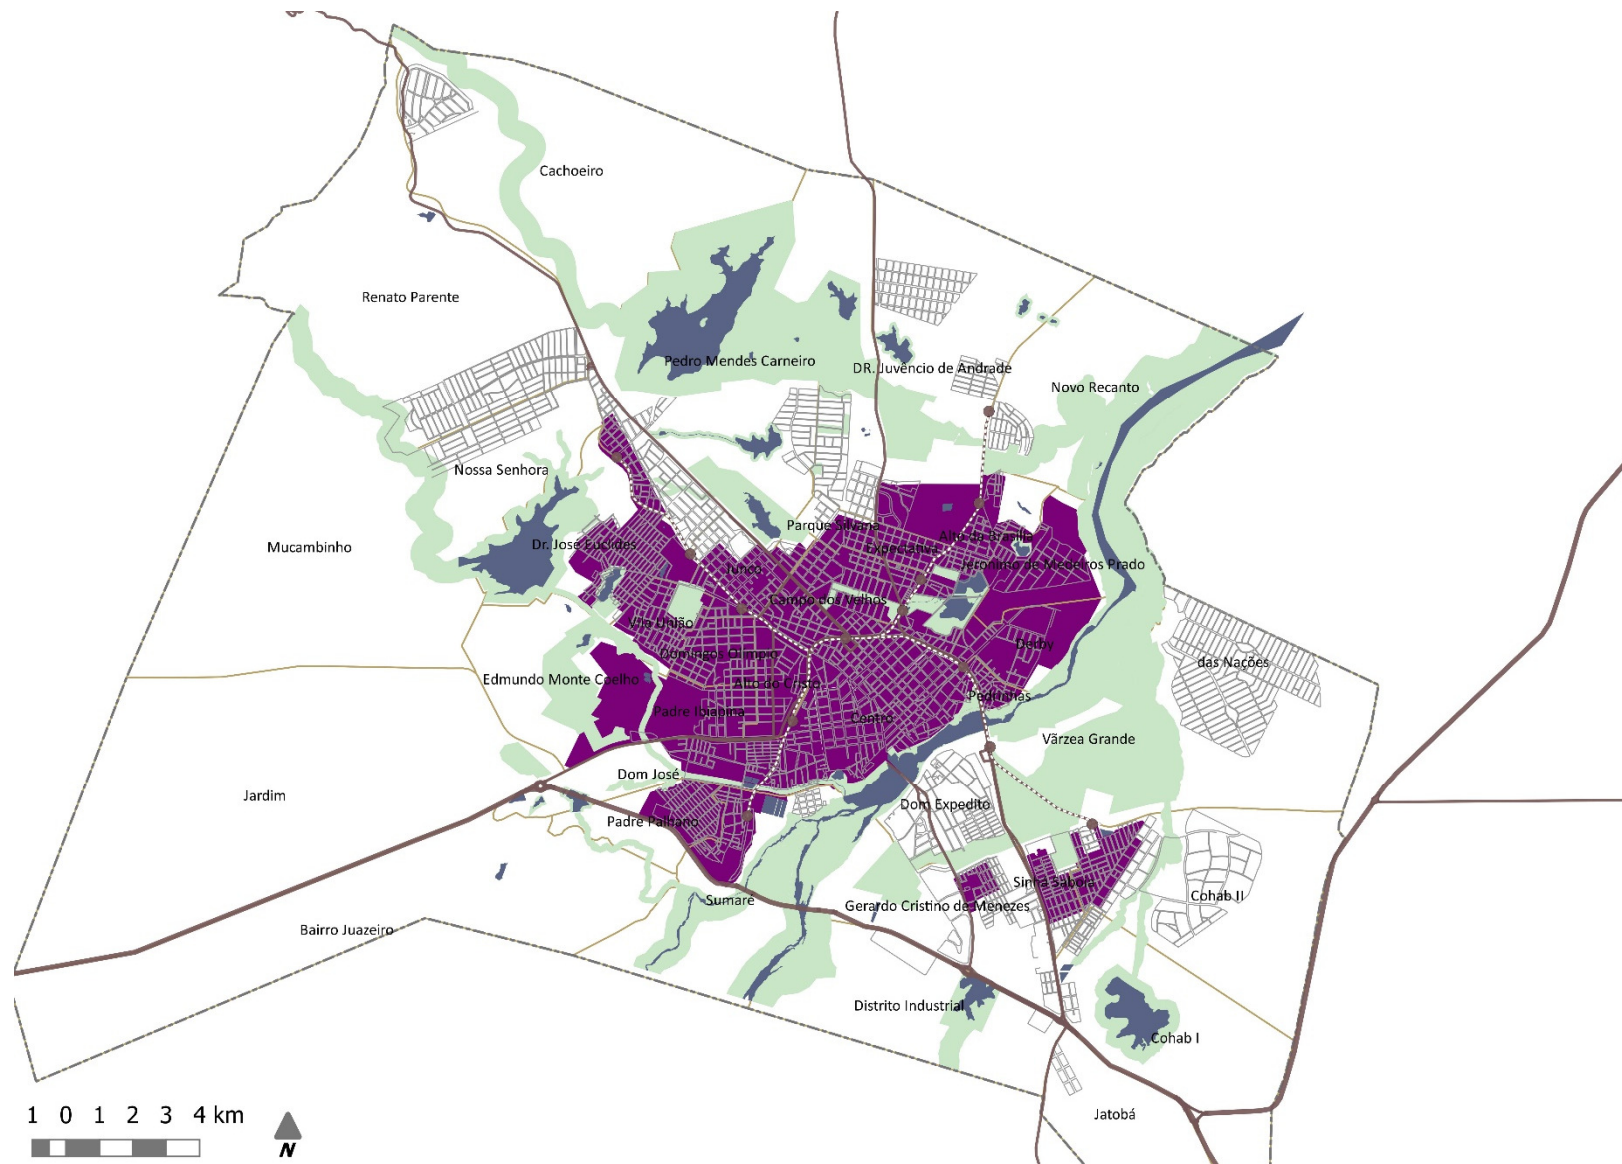 Cachoeiro
Renato Parente
Pedro Mendes Carneiro
DR. Juvêncio de Andrade
Novo Recanto
Nossa Senhora
Parque Silvana
Alto da Brasília
Mucambinho
Dr. José Euclides
Expectativa
Junco
Jerônimo de Medeiros Prado
Campo dos Velhos
Vila União
Derby
Domingos Olímpio
das Nações
Edmundo Monte Coelho
Alto do Cristo
Pedrinhas
Padre Ibiapina
Centro
Várzea Grande
Dom José
Jardim
Dom Expedito
Padre Palhano
Sinhá Sabóia
Cohab II
Sumaré
Gerardo Cristino de Menezes
Bairro Juazeiro
Distrito Industrial
Cohab I
Jatobá
1 0 1 2 3 4 km
N